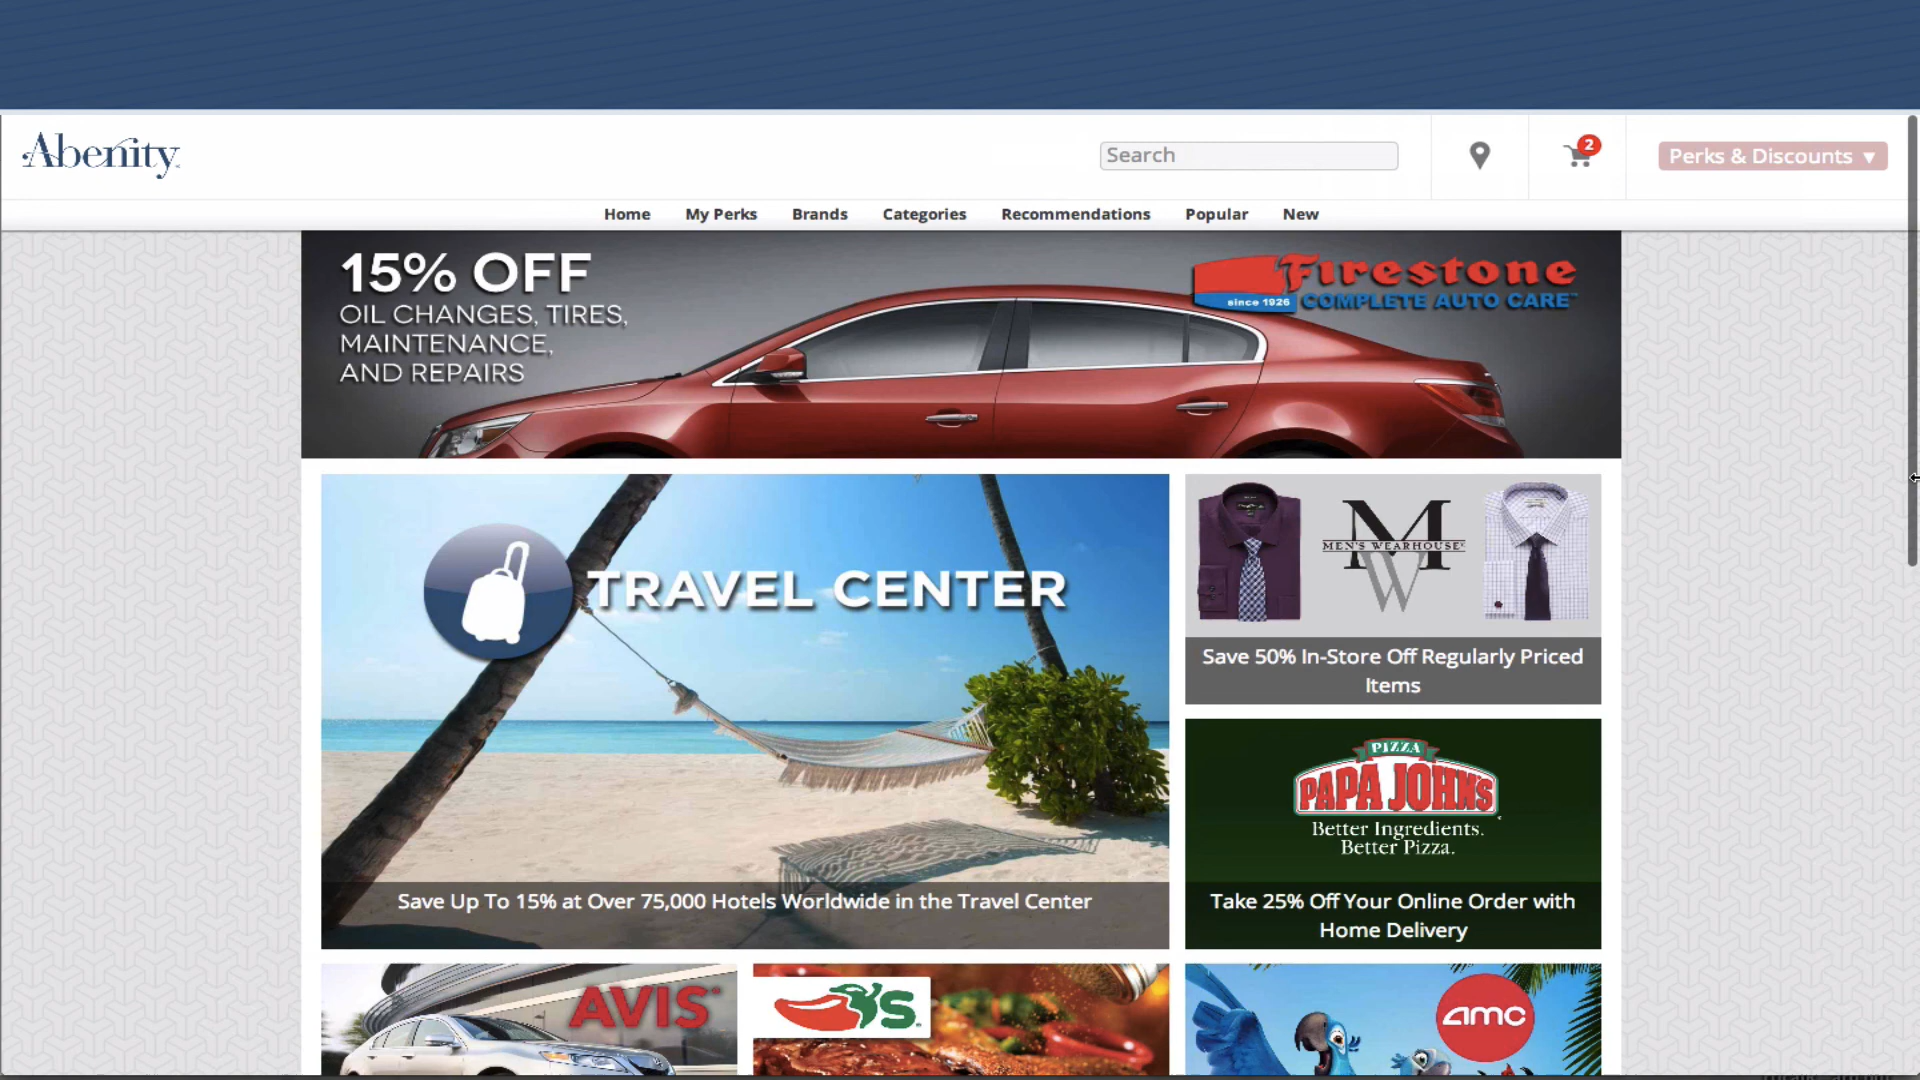 Abenity
Search
2
Perks & Discounts ▼
Home My Perks Brands Categories Recommendations Popular New
15% OFF
OIL CHANGES, TIRES,
MAINTENANCE,
AND REPAIRS
Firestone
since 1926 COMPLETE AUTO CARE™
TRAVEL CENTER
Save Up To 15% at Over 75,000 Hotels Worldwide in the Travel Center
M
MEN'S WEARHOUSE®
W
Save 50% In-Store Off Regularly Priced
Items
PIZZA
PAPA JOHN'S
Better Ingredients.
Better Pizza.
Take 25% Off Your Online Order with
Home Delivery
AVIS®
's
amc